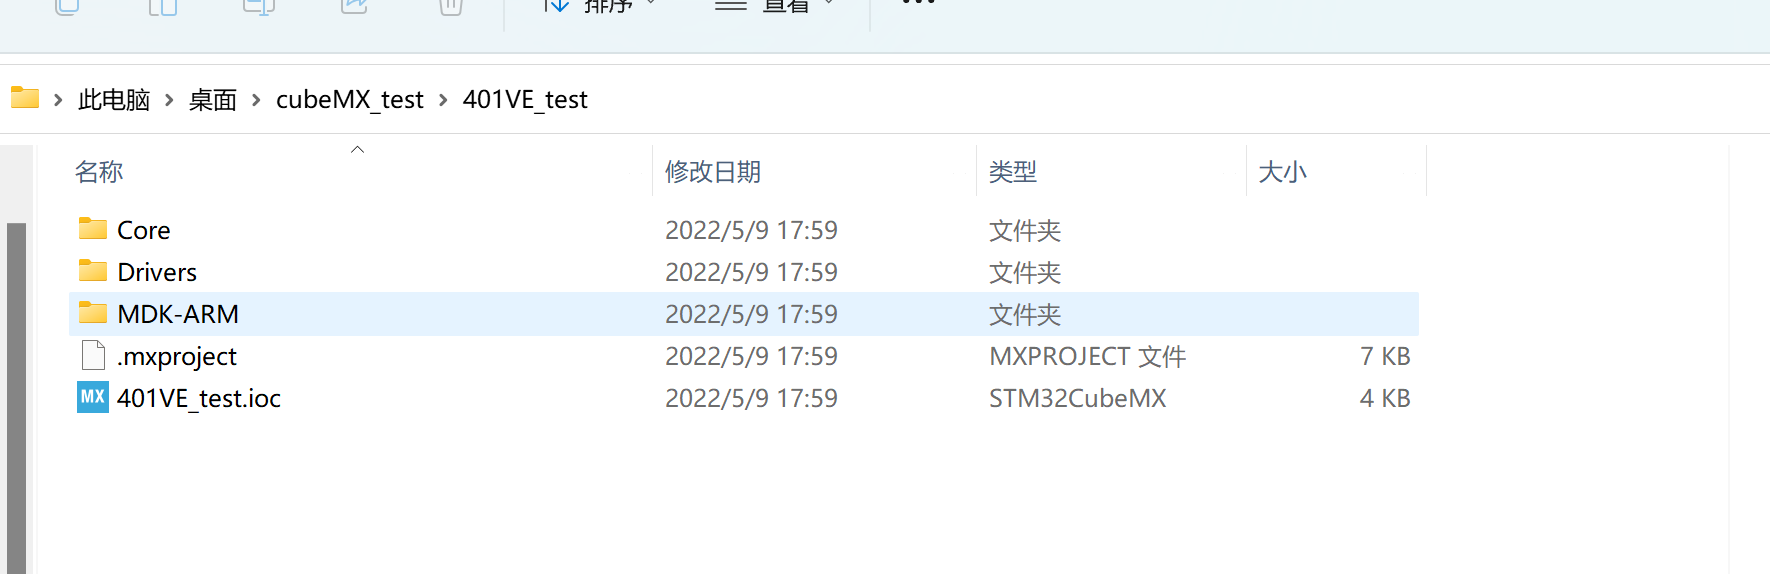 排序 查看
此电脑 桌面 cubeMX_test 401VE_test
名称 修改日期 类型 大小
Core 2022/5/9 17:59 文件夹
Drivers 2022/5/9 17:59 文件夹
MDK-ARM 2022/5/9 17:59 文件夹
.mxproject 2022/5/9 17:59 MXPROJECT 文件 7 KB
MX 401VE_test.ioc 2022/5/9 17:59 STM32CubeMX 4 KB